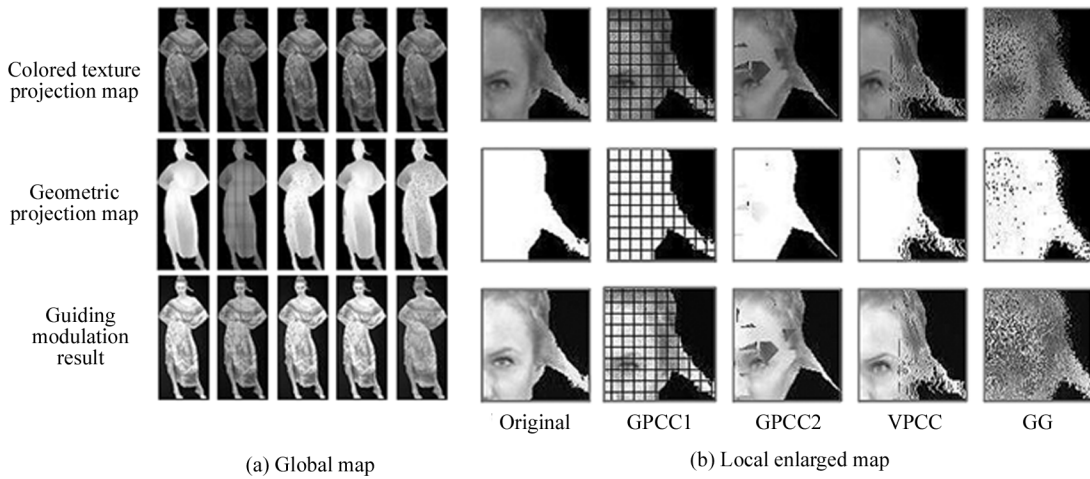 Colored texture
projection map
Geometric
projection map
Guiding
modulation
result
Original
GPCC1
GPCC2
VPCC
GG
(a) Global map
(b) Local enlarged map